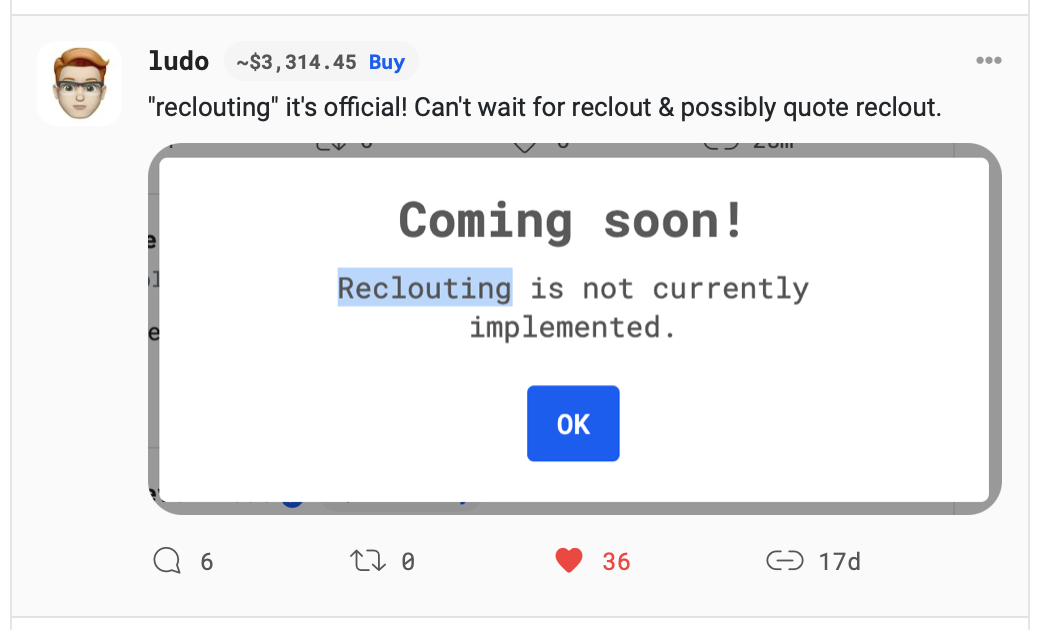 ludo ~$3,314.45 Buy
"reclouting" it's official! Can't wait for reclout & possibly quote reclout.
Coming soon!
Reclouting is not currently
implemented.
OK
6 0 36 17d